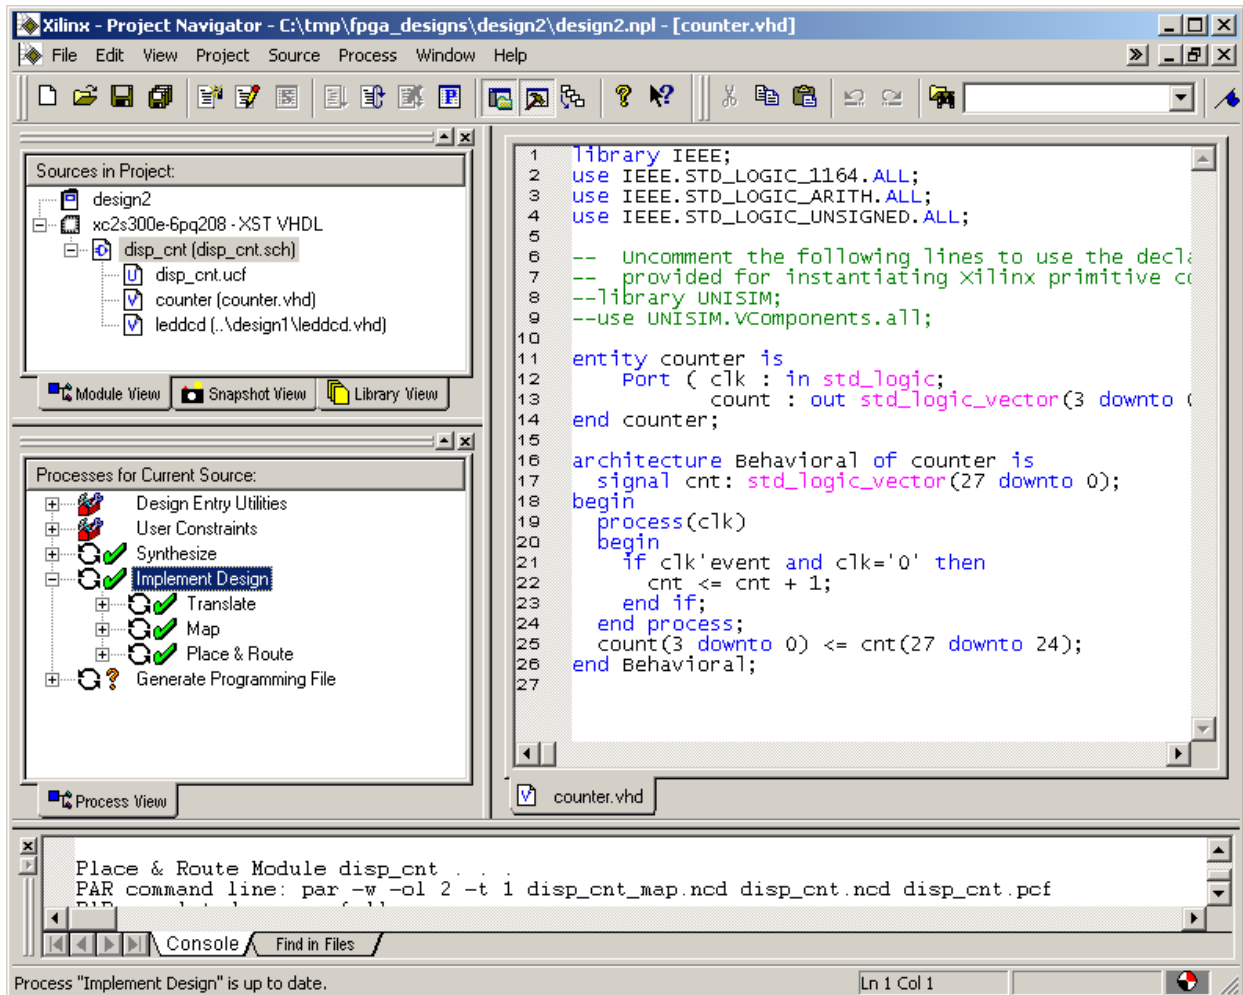 Xilinx - Project Navigator - C:\tmp\fpga_designs\design2\design2.npl - [counter.vhd]
File Edit View Project Source Process Window Help
Sources in Project:
design2
xc2s300e-6pq208 - XST VHDL
disp_cnt (disp_cnt.sch)
disp_cnt.ucf
counter (counter.vhd)
leddcd (..\design1\leddcd.vhd)
Module View Snapshot View Library View
Processes for Current Source:
Design Entry Utilities
User Constraints
Synthesize
Implement Design
Translate
Map
Place & Route
Generate Programming File
Process View
1 library IEEE;
2 use IEEE.STD_LOGIC_1164.ALL;
3 use IEEE.STD_LOGIC_ARITH.ALL;
4 use IEEE.STD_LOGIC_UNSIGNED.ALL;
5
6 -- Uncomment the following lines to use the decla
7 -- provided for instantiating Xilinx primitive co
8 --library UNISIM;
9 --use UNISIM.VComponents.all;
10
11 entity counter is
12 Port ( clk : in std_logic;
13 count : out std_logic_vector(3 downto
14 end counter;
15
16 architecture Behavioral of counter is
17 signal cnt: std_logic_vector(27 downto 0);
18 begin
19 process(clk)
20 begin
21 if clk'event and clk='0' then
22 cnt <= cnt + 1;
23 end if;
24 end process;
25 count(3 downto 0) <= cnt(27 downto 24);
26 end Behavioral;
27
counter.vhd
Place & Route Module disp_cnt . . .
PAR command line: par -w -ol 2 -t 1 disp_cnt_map.ncd disp_cnt.ncd disp_cnt.pcf
Console Find in Files
Process "Implement Design" is up to date.
Ln 1 Col 1